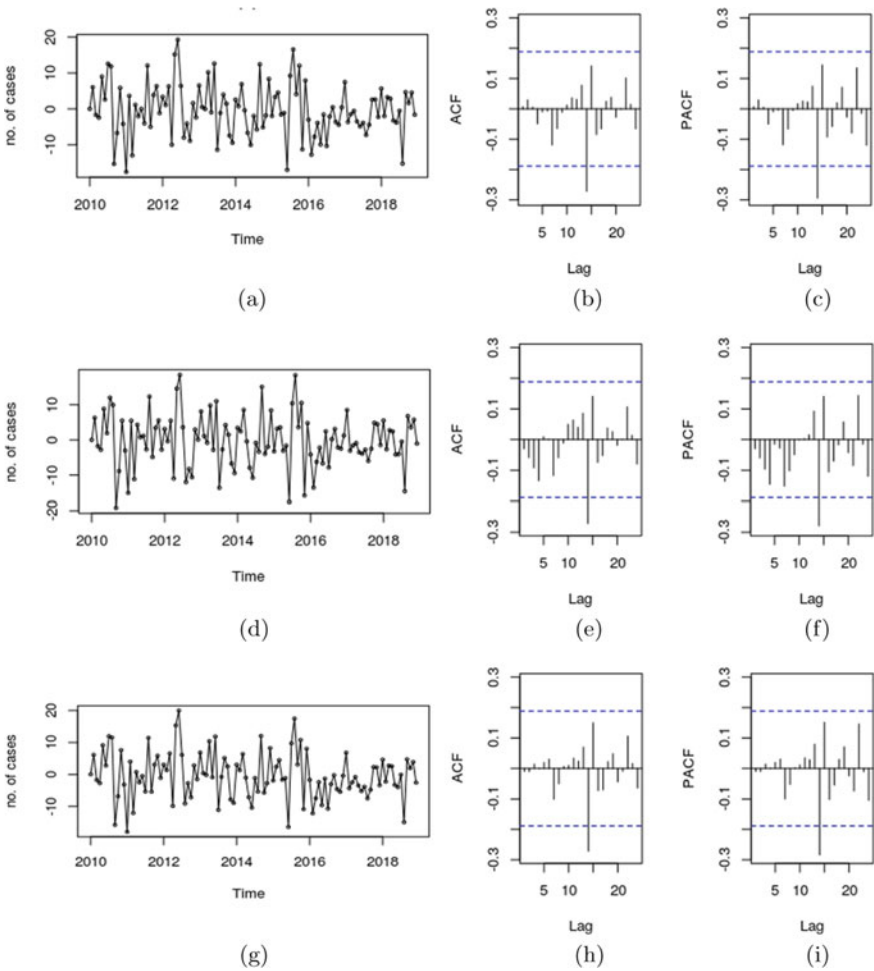 no. of cases
20
10
0
-10
2010 2012 2014 2016 2018
Time
(a)
ACF
0.3
0.1
-0.1
-0.3
5 10 20
Lag
(b)
PACF
0.3
0.1
-0.1
-0.3
5 10 20
Lag
(c)
no. of cases
10
0
-10
-20
2010 2012 2014 2016 2018
Time
(d)
ACF
0.3
0.1
-0.1
-0.3
5 10 20
Lag
(e)
PACF
0.3
0.1
-0.1
-0.3
5 10 20
Lag
(f)
no. of cases
20
10
0
-10
2010 2012 2014 2016 2018
Time
(g)
ACF
0.3
0.1
-0.1
-0.3
5 10 20
Lag
(h)
PACF
0.3
0.1
-0.1
-0.3
5 10 20
Lag
(i)